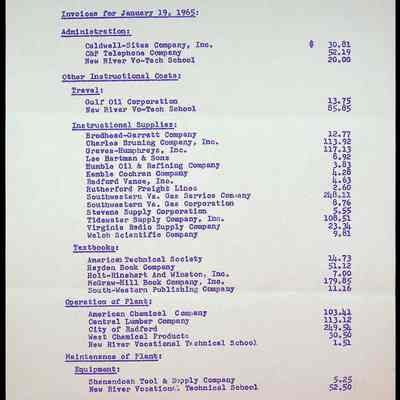 Invoices for January 19, 1965:
Administration:
Caldwell-Sites Company, Inc. $ 30.81
C&P Telephone Company 52.19
New River Vo-Tech School 20.00
Other Instructional Costs:
Travel:
Gulf Oil Corporation 13.75
New River Vo-Tech School 85.85
Instructional Supplies:
Brodhead-Garrett Company 12.77
Charles Bruning Company, Inc. 113.92
Graves-Humphreys, Inc. 117.13
Lee Hartman & Sons 8.92
Humble Oil & Refining Company 3.83
Kemble Cochran Company 4.28
Radford Vance, Inc. 4.63
Rutherford Freight Lines 2.60
Southwestern Va. Gas Service Company 248.11
Southwestern Va. Gas Corporation 8.76
Stevens Supply Corporation 5.55
Tidewater Supply Company, Inc. 108.51
Virginia Radio Supply Company 23.34
Welch Scientific Company 9.81
Textbooks:
American Technical Society 14.73
Hayden Book Company 51.12
Holt-Rinehart And Winston, Inc. 7.00
McGraw-Hill Book Company, Inc. 179.85
South-Western Publishing Company 11.16
Operation of Plant:
American Chemical Company 103.41
Central Lumber Company 113.12
City of Radford 249.54
West Chemical Products 30.50
New River Vocational Technical School 1.51
Maintenance of Plant:
Equipment:
Shenandoah Tool & Supply Company 5.25
New River Vocational Technical School 52.50